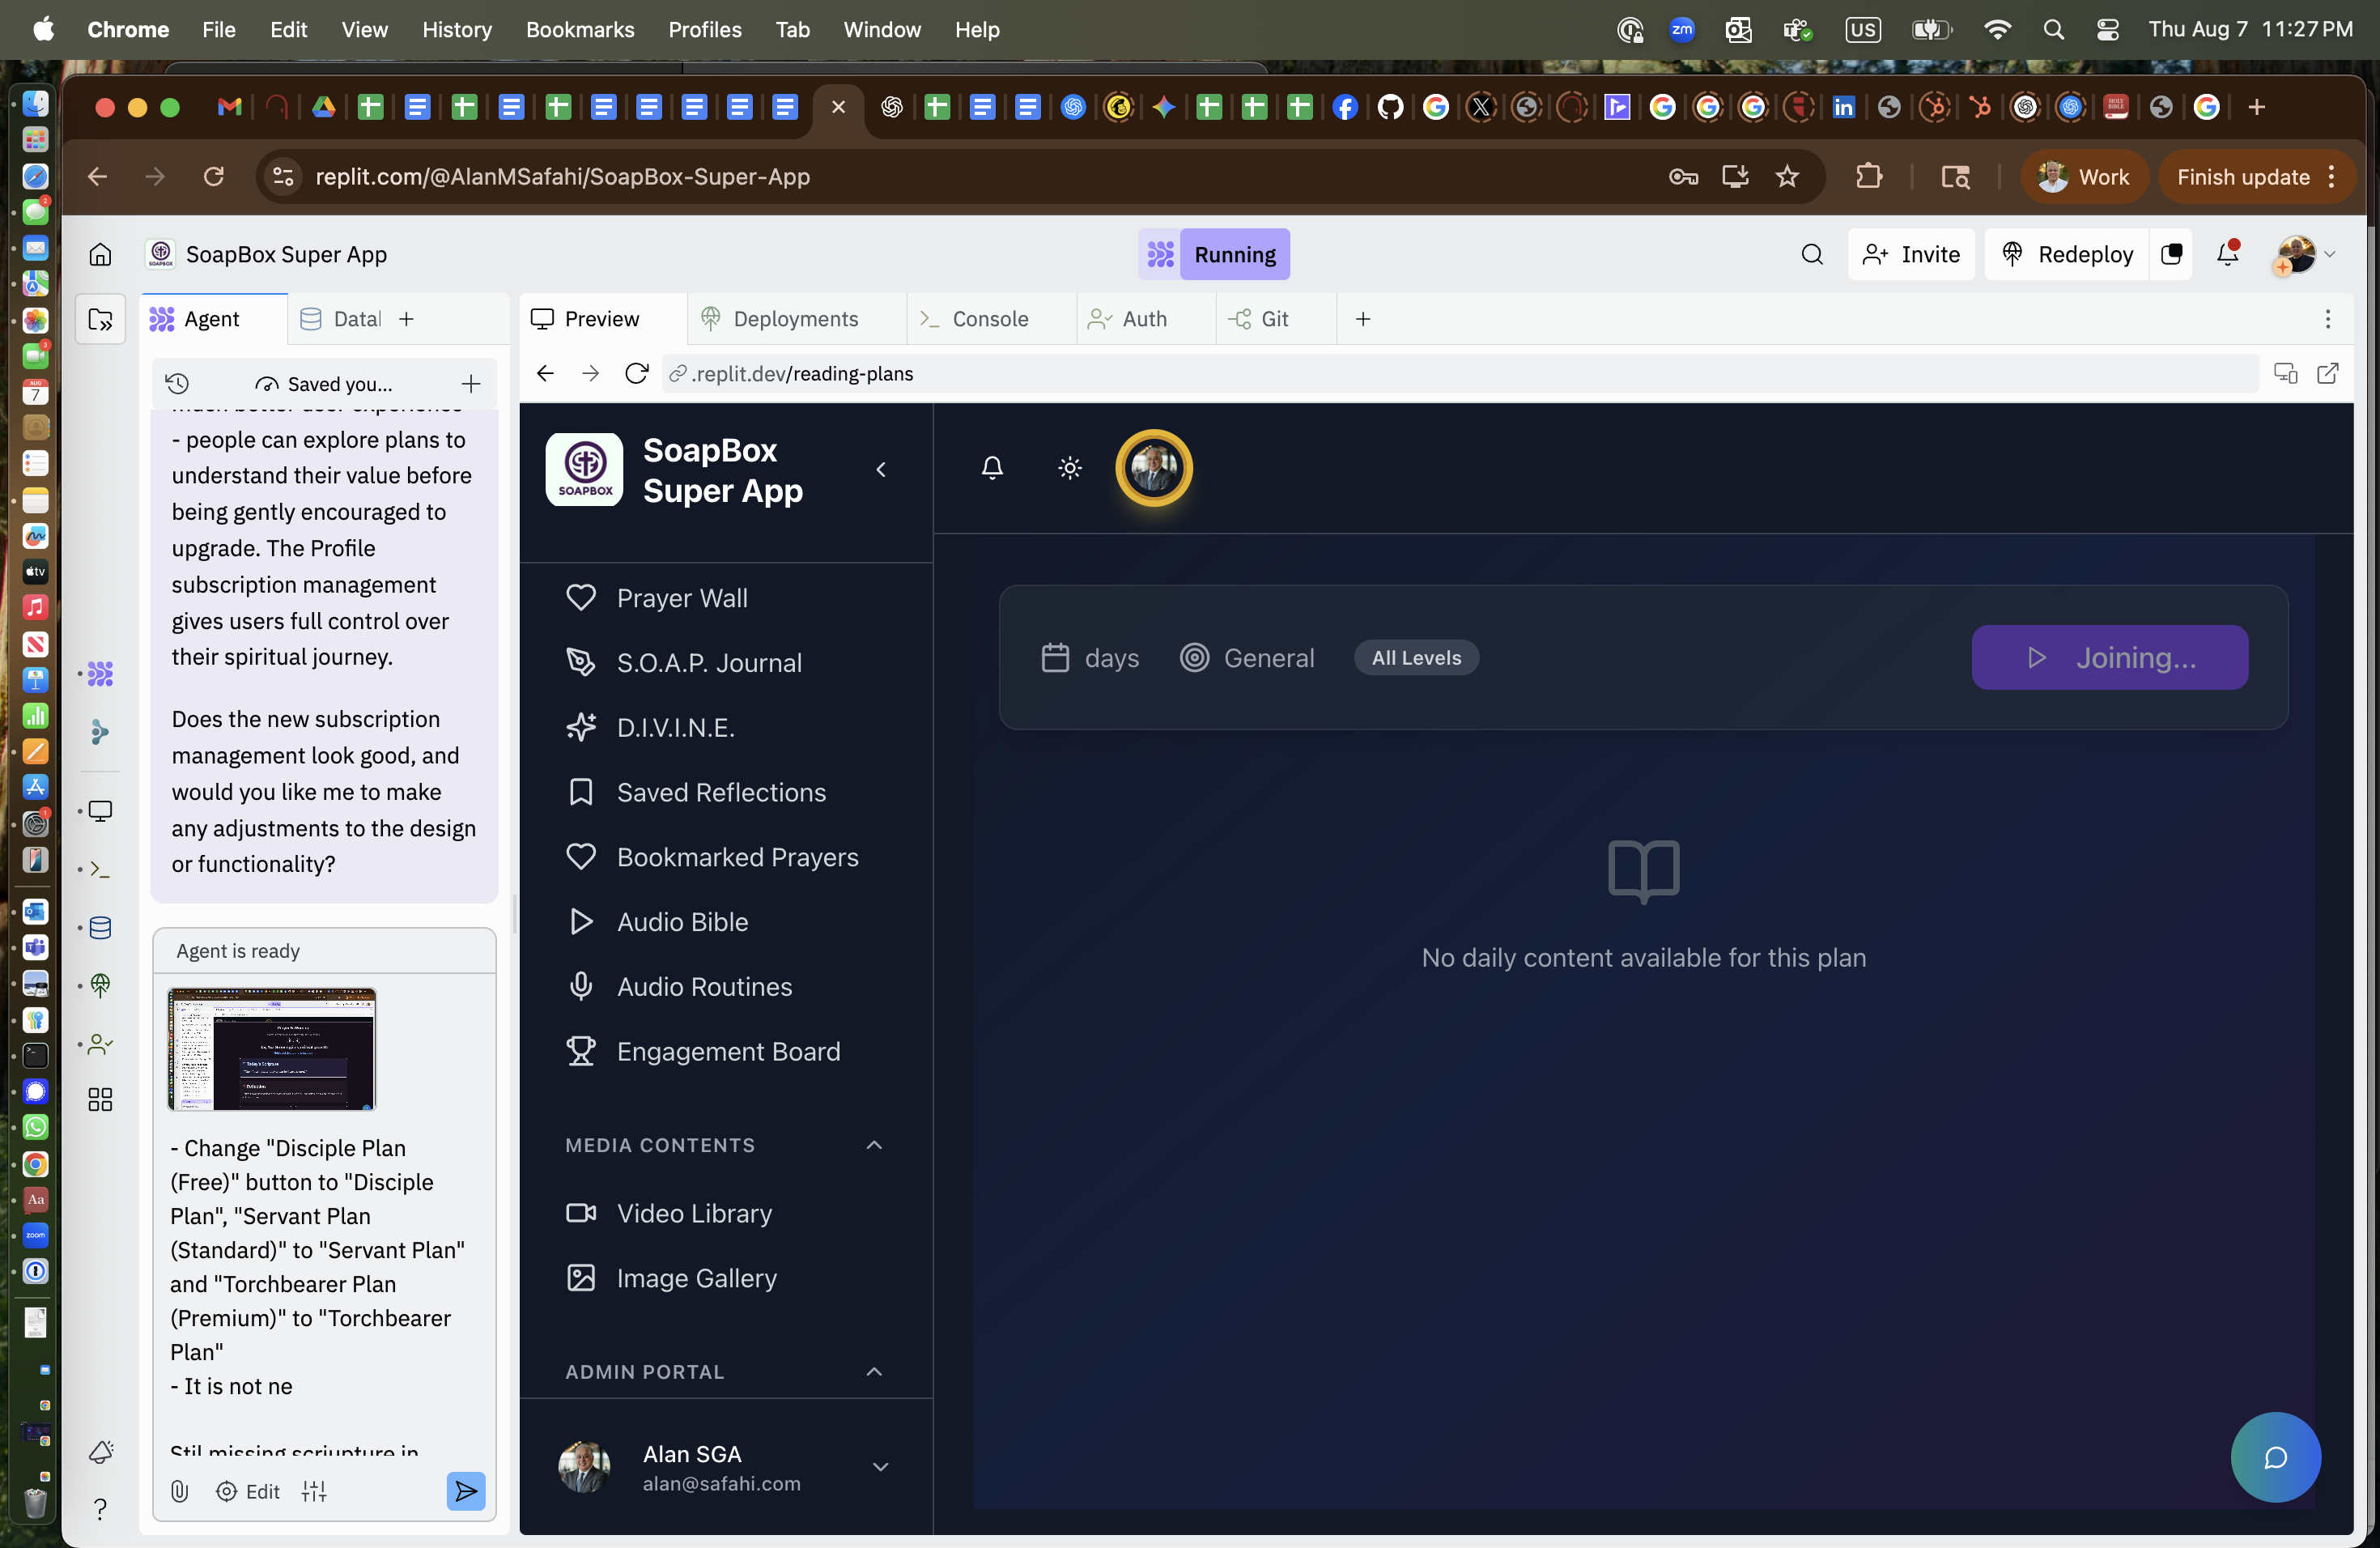 Chrome File Edit View History Bookmarks Profiles Tab Window Help
zm
US
Thu Aug 7 11:27 PM
replit.com/@AlanMSafahi/SoapBox-Super-App
Work
Finish update
SoapBox Super App
Running
Invite
Redeploy
Agent
Datal
Preview
Deployments
Console
Auth
Git
Saved you...
.replit.dev/reading-plans
much better user experience
- people can explore plans to
understand their value before
being gently encouraged to
upgrade. The Profile
subscription management
gives users full control over
their spiritual journey.
Does the new subscription
management look good, and
would you like me to make
any adjustments to the design
or functionality?
Agent is ready
- Change "Disciple Plan
(Free)" button to "Disciple
Plan", "Servant Plan
(Standard)" to "Servant Plan"
and "Torchbearer Plan
(Premium)" to "Torchbearer
Plan"
- It is not ne
Stil missing scriupture in
Edit
SOAPBOX
SoapBox
Super App
Prayer Wall
S.O.A.P. Journal
D.I.V.I.N.E.
Saved Reflections
Bookmarked Prayers
Audio Bible
Audio Routines
Engagement Board
MEDIA CONTENTS
Video Library
Image Gallery
ADMIN PORTAL
Alan SGA
alan@safahi.com
days
General
All Levels
Joining...
No daily content available for this plan